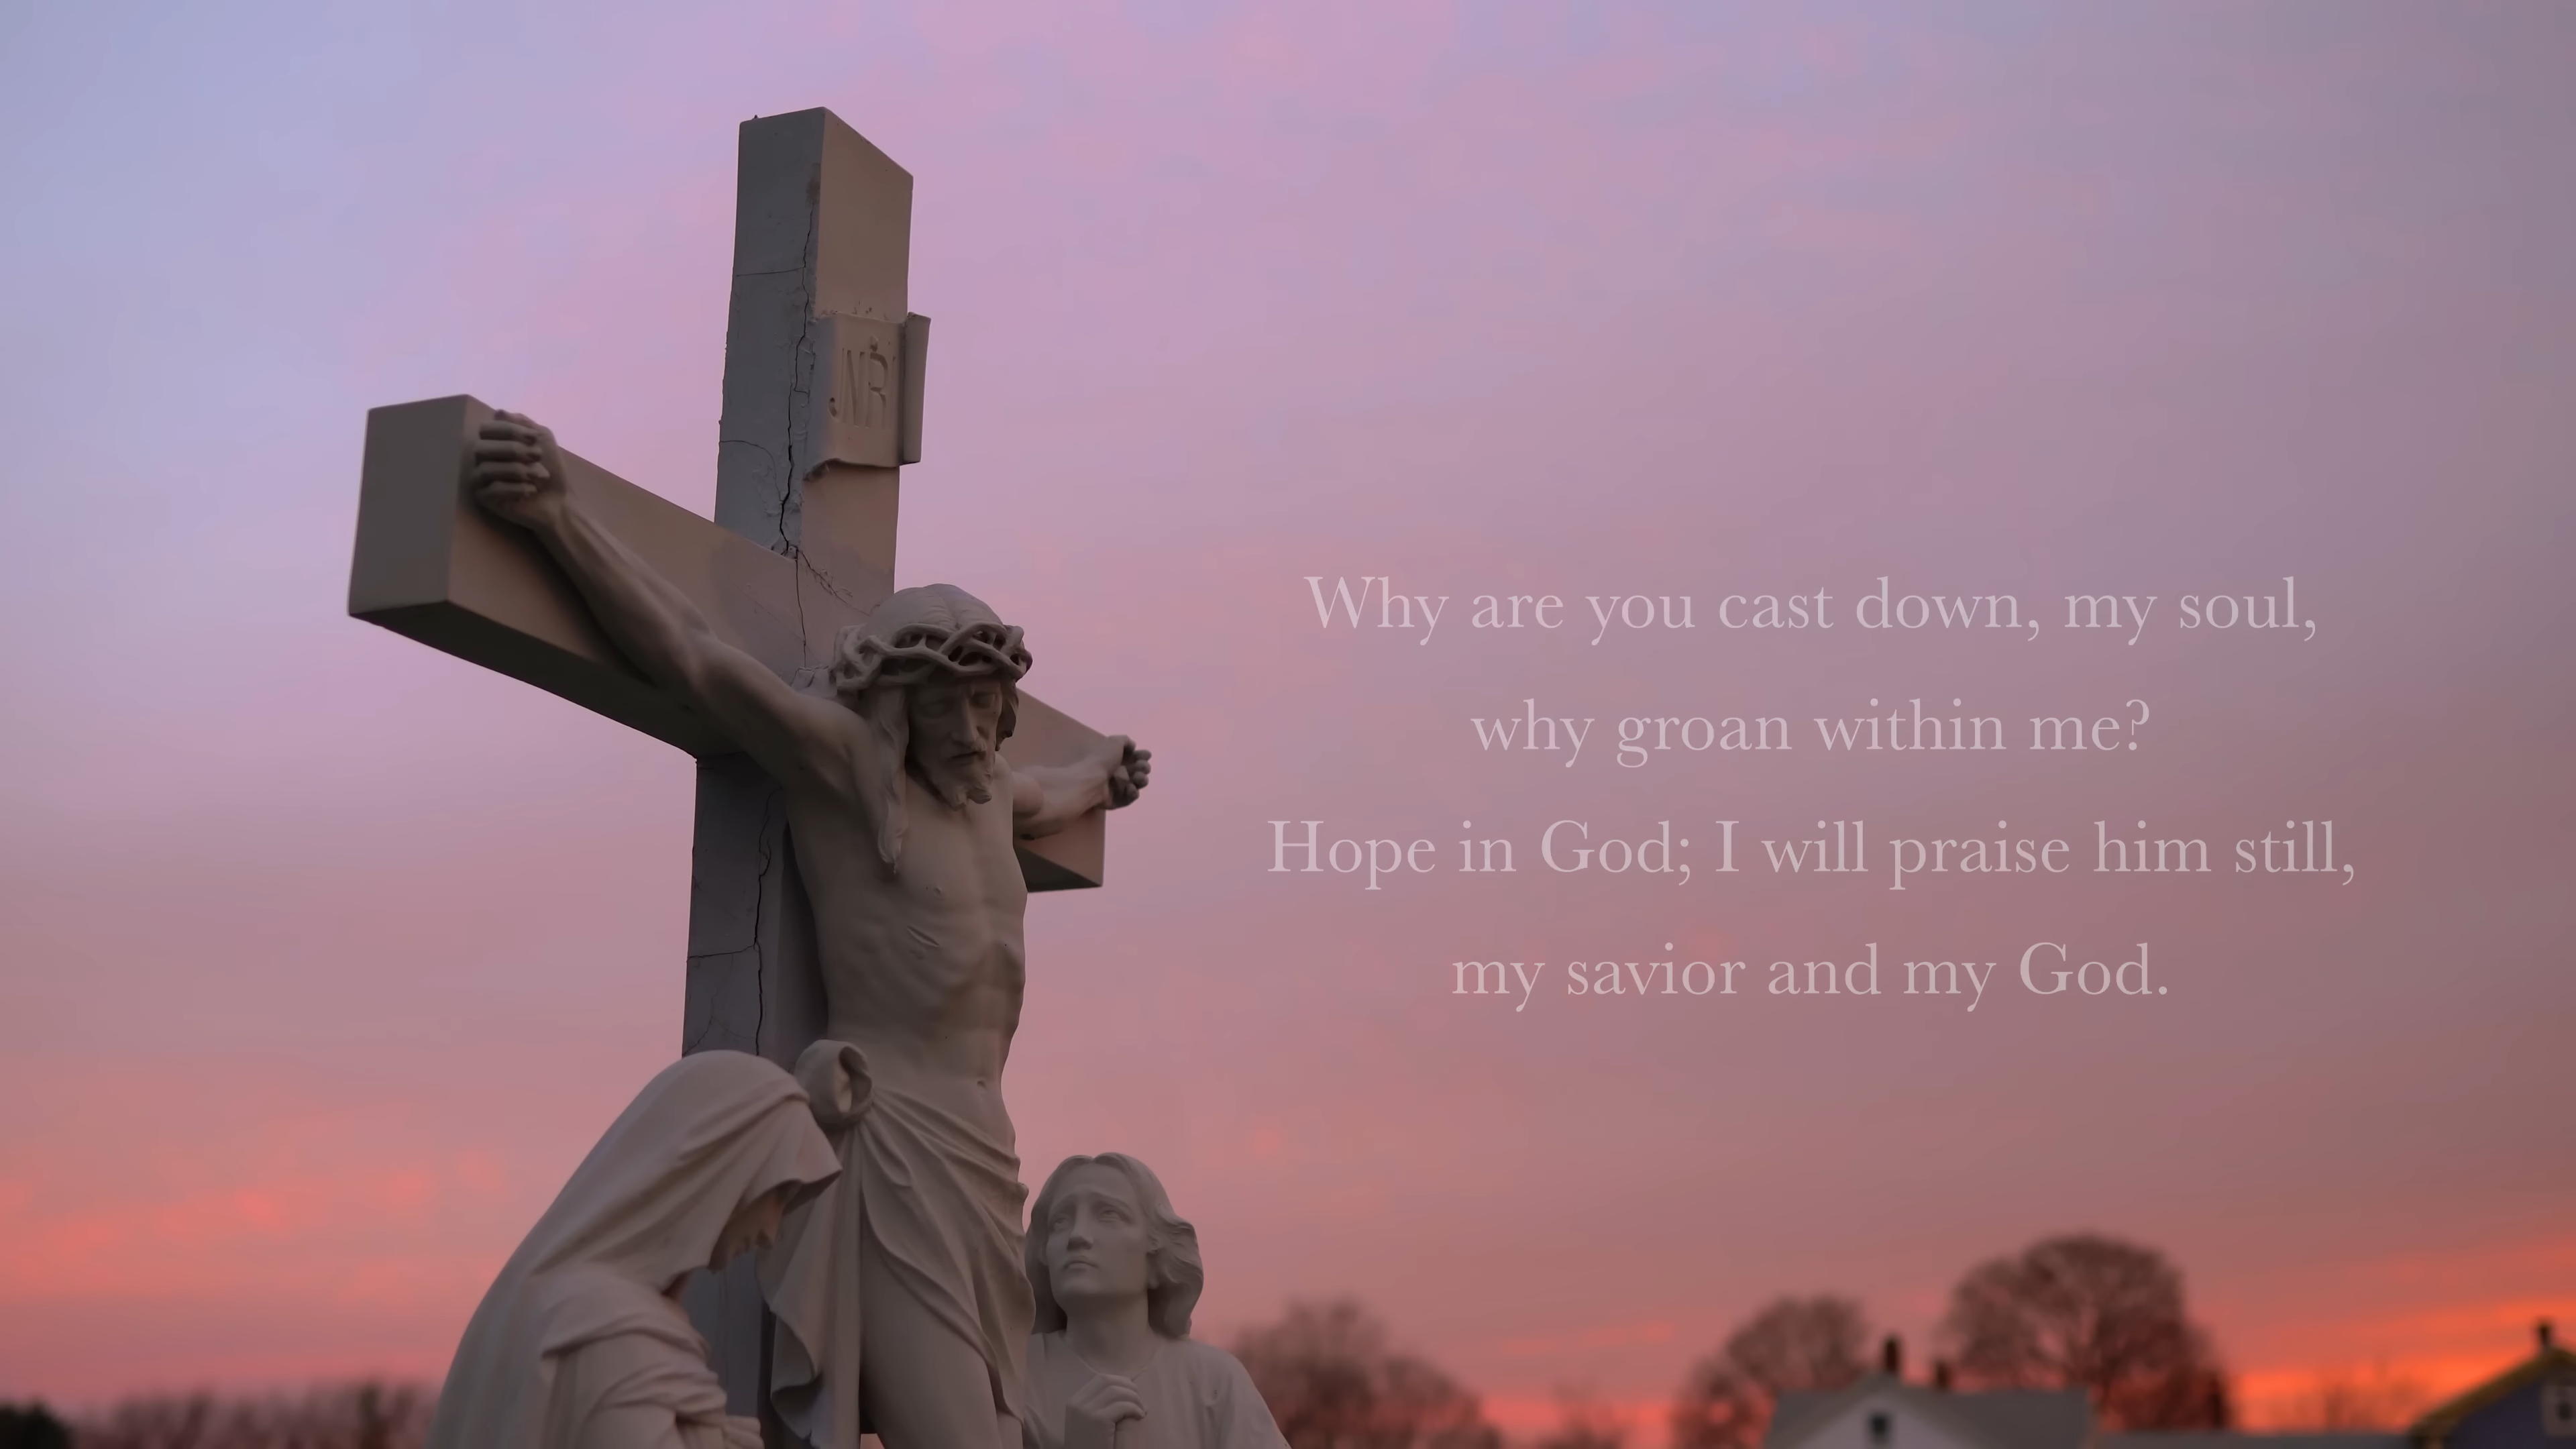 JNRI
Why are you cast down, my soul,
why groan within me?
Hope in God; I will praise him still,
my savior and my God.